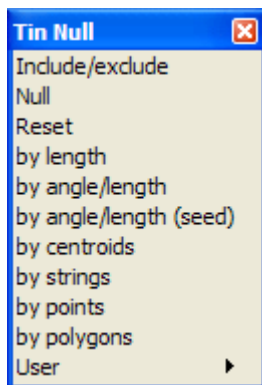 Tin Null
Include/exclude
Null
Reset
by length
by angle/length
by angle/length (seed)
by centroids
by strings
by points
by polygons
User